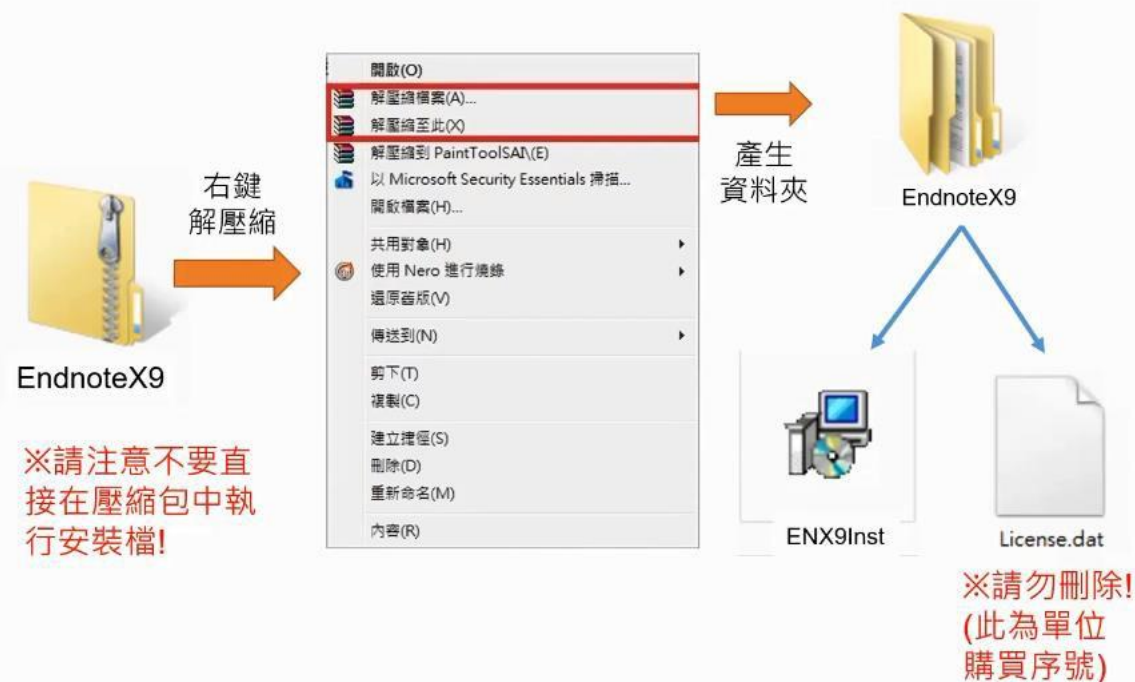 EndnoteX9
※請注意不要直
接在壓縮包中執
行安裝檔!
右鍵
解壓縮
開啟(O)
解壓縮檔案(A)...
解壓縮至此(X)
解壓縮到 PaintToolSAI\(E)
以 Microsoft Security Essentials 掃描...
開啟檔案(H)...
共用對象(H)
使用 Nero 進行燒錄
還原舊版(V)
傳送到(N)
剪下(T)
複製(C)
建立捷徑(S)
刪除(D)
重新命名(M)
內容(R)
產生
資料夾
EndnoteX9
ENX9Inst
License.dat
※請勿刪除!
(此為單位
購買序號)